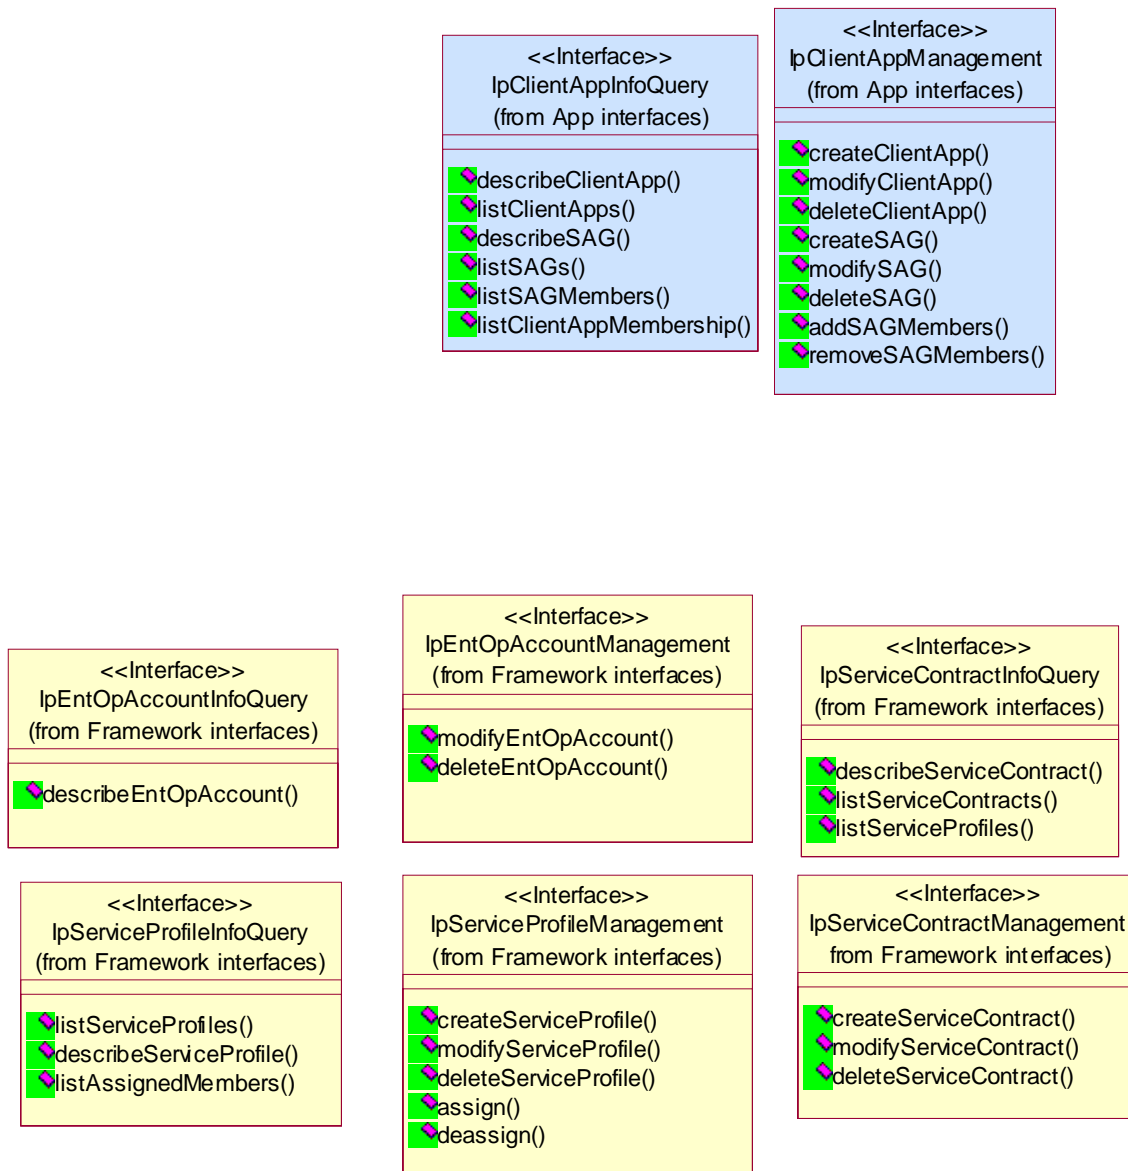 <<Interface>>
IpClientAppInfoQuery
(from App interfaces)
describeClientApp()
listClientApps()
describeSAG()
listSAGs()
listSAGMembers()
listClientAppMembership()
<<Interface>>
IpClientAppManagement
(from App interfaces)
createClientApp()
modifyClientApp()
deleteClientApp()
createSAG()
modifySAG()
deleteSAG()
addSAGMembers()
removeSAGMembers()
<<Interface>>
IpEntOpAccountInfoQuery
(from Framework interfaces)
describeEntOpAccount()
<<Interface>>
IpEntOpAccountManagement
(from Framework interfaces)
modifyEntOpAccount()
deleteEntOpAccount()
<<Interface>>
IpServiceContractInfoQuery
(from Framework interfaces)
describeServiceContract()
listServiceContracts()
listServiceProfiles()
<<Interface>>
IpServiceProfileInfoQuery
(from Framework interfaces)
listServiceProfiles()
describeServiceProfile()
listAssignedMembers()
<<Interface>>
IpServiceProfileManagement
(from Framework interfaces)
createServiceProfile()
modifyServiceProfile()
deleteServiceProfile()
assign()
deassign()
<<Interface>>
IpServiceContractManagement
from Framework interfaces)
createServiceContract()
modifyServiceContract()
deleteServiceContract()